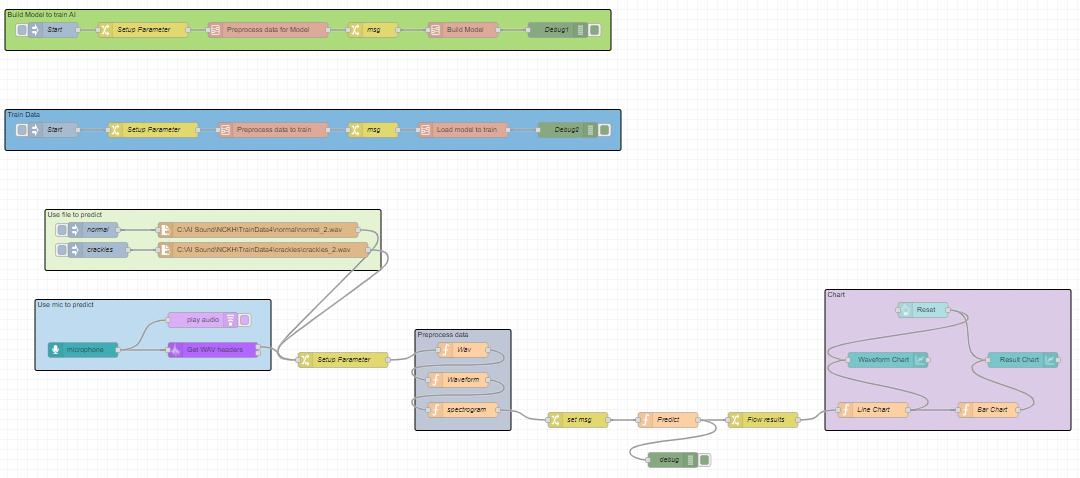 Build Model to train AI
Start
Setup Parameter
Preprocess data for Model
msg
Build Model
Debug1
Train Data
Start
Setup Parameter
Preprocess data to train
msg
Load model to train
Debug2
Use file to predict
normal
C:\AI Sound\NCKH\TrainData4\normal\normal_2.wav
crackles
C:\AI Sound\NCKH\TrainData4\crackles\crackles_2.wav
Use mic to predict
play audio
microphone
Get WAV headers
Setup Parameter
Preprocess data
Wav
Waveform
spectrogram
set msg
Predict
Flow results
debug
Chart
Reset
Waveform Chart
Result Chart
Line Chart
Bar Chart